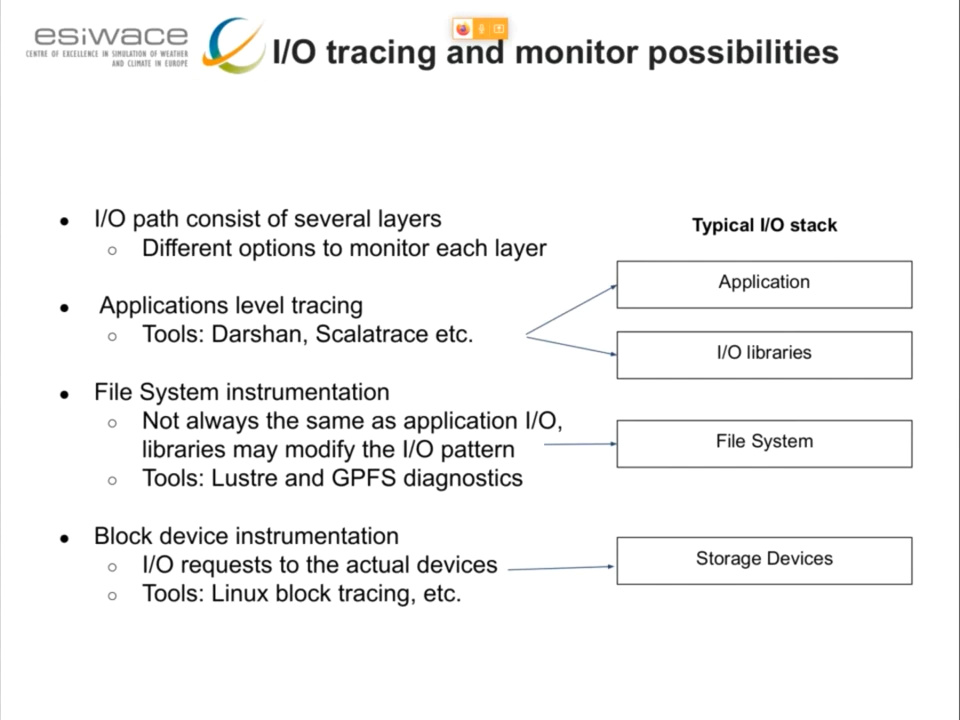 esiwace
CENTRE OF EXCELLENCE IN SIMULATION OF WEATHER
AND CLIMATE IN EUROPE
I/O tracing and monitor possibilities
● I/O path consist of several layers
○ Different options to monitor each layer
● Applications level tracing
○ Tools: Darshan, Scalatrace etc.
● File System instrumentation
○ Not always the same as application I/O,
libraries may modify the I/O pattern
○ Tools: Lustre and GPFS diagnostics
● Block device instrumentation
○ I/O requests to the actual devices
○ Tools: Linux block tracing, etc.
Typical I/O stack
Application
I/O libraries
File System
Storage Devices